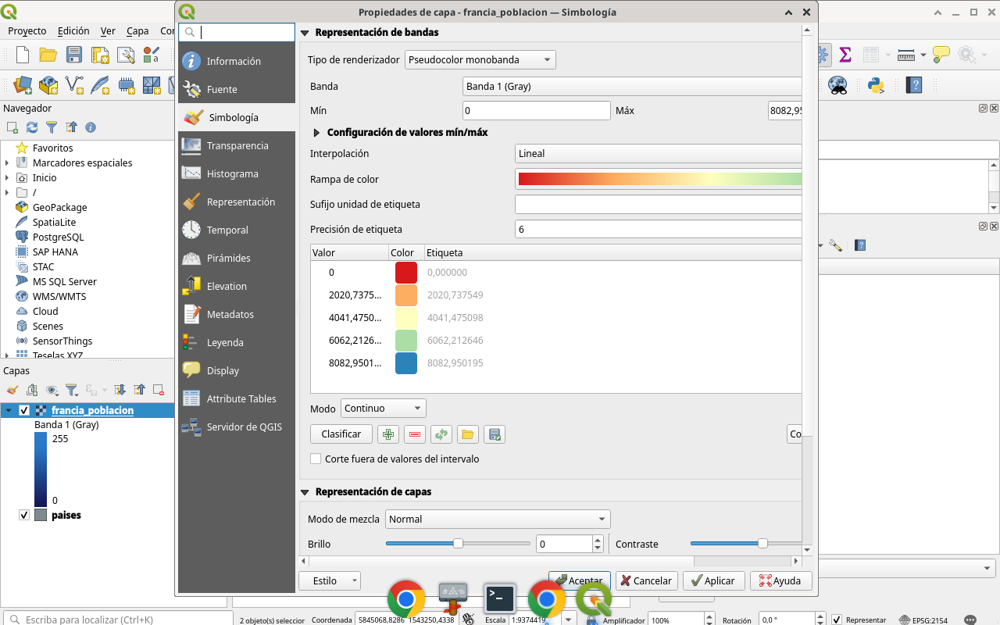 Propiedades de capa - francia_poblacion — Simbología
Proyecto Edición Ver Capa
Navegador
Favoritos
Marcadores espaciales
Inicio
/
GeoPackage
SpatiaLite
PostgreSQL
SAP HANA
STAC
MS SQL Server
WMS/WMTS
Cloud
Scenes
SensorThings
Teselas XYZ
Capas
francia_poblacion
Banda 1 (Gray)
255
0
paises
Información
Fuente
Simbología
Transparencia
Histograma
Representación
Temporal
Pirámides
Elevation
Metadatos
Leyenda
Display
Attribute Tables
Servidor de QGIS
Representación de bandas
Tipo de renderizador Pseudocolor monobanda
Banda Banda 1 (Gray)
Mín 0 Máx 8082,95
Configuración de valores mín/máx
Interpolación Lineal
Rampa de color
Sufijo unidad de etiqueta
Precisión de etiqueta 6
Valor Color Etiqueta
0 0,000000
2020,7375... 2020,737549
4041,4750... 4041,475098
6062,2126... 6062,212646
8082,9501... 8082,950195
Modo Continuo
Clasificar Co
Corte fuera de valores del intervalo
Representación de capas
Modo de mezcla Normal
Brillo 0 Contraste
Estilo Aceptar Cancelar Aplicar Ayuda
Escriba para localizar (Ctrl+K) 2 objeto(s) seleccior Coordenada 5845068,8286 1543250,4338 Escala 1:9374419 Amplificador 100% Rotación 0,0 ° Representar EPSG:2154